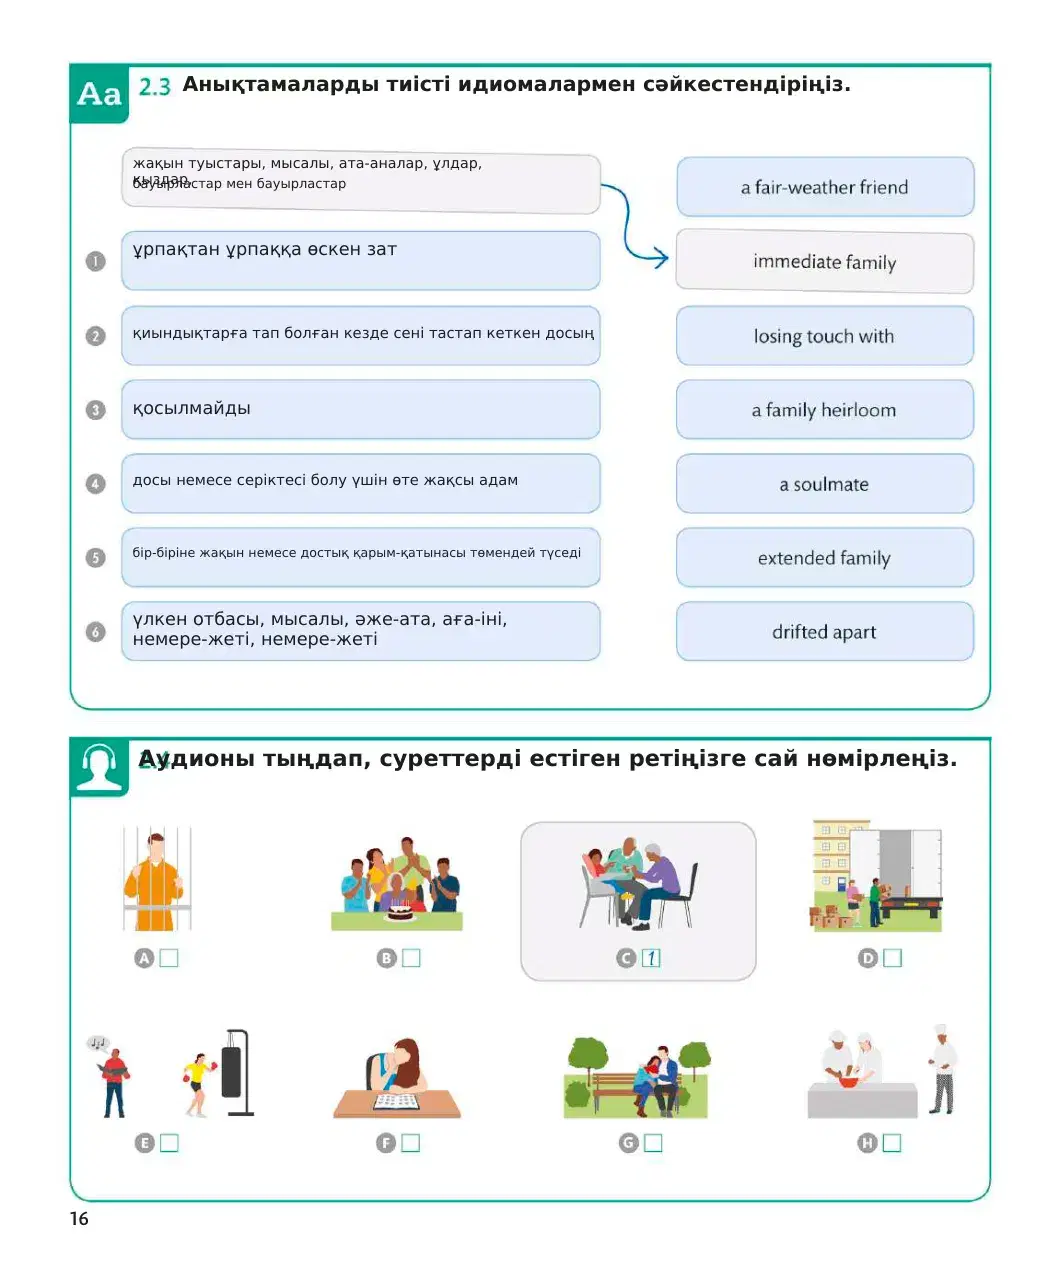 Aa
2.3 Анықтамаларды тиісті идиомалармен сәйкестендіріңіз.
жақын туыстары, мысалы, ата-аналар, ұлдар,
қыздар,
бауырластар мен бауырластар
a fair-weather friend
immediate family
1 ұрпақтан ұрпаққа өскен зат
2 қиындықтарға тап болған кезде сені тастап кеткен досың
losing touch with
3 қосылмайды
a family heirloom
4 досы немесе серіктесі болу үшін өте жақсы адам
a soulmate
5 бір-біріне жақын немесе достық қарым-қатынасы төмендей түседі
extended family
6 үлкен отбасы, мысалы, әже-ата, аға-іні,
немере-жеті, немере-жеті
drifted apart
Аудионы тыңдап, суреттерді естіген ретіңізге сай нөмірлеңіз.
A
B
C 1
D
E
F
G
H
16